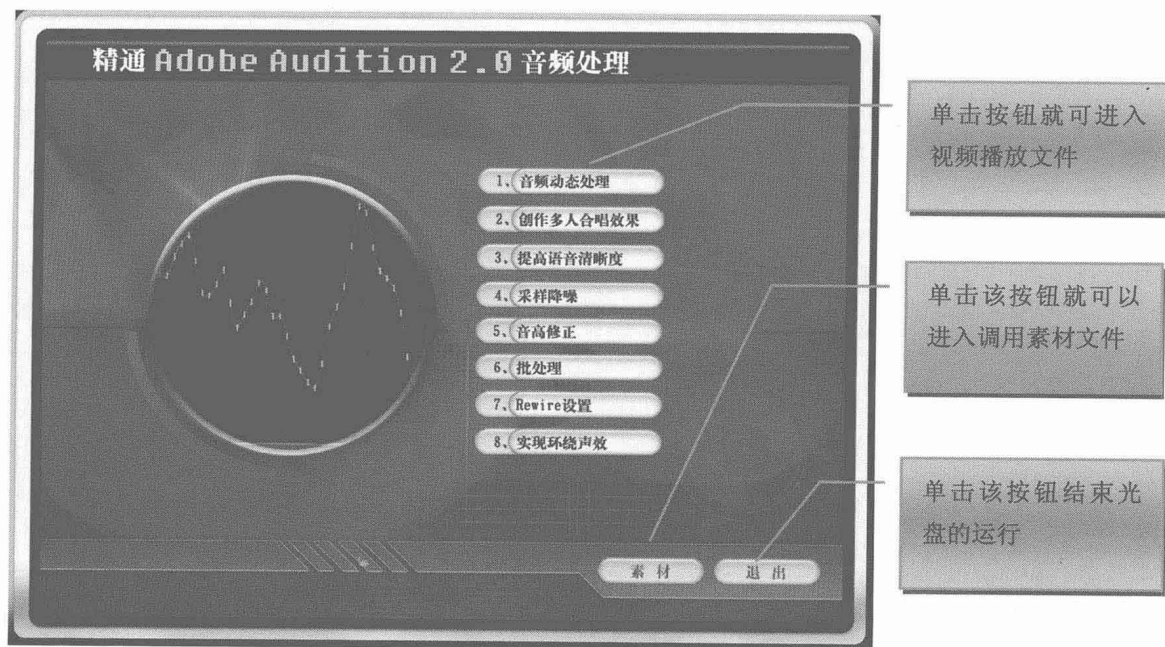 精通 Adobe Audition 2.0 音频处理
1、音频动态处理
2、创作多人合唱效果
3、提高语音清晰度
4、采样降噪
5、音高修正
6、批处理
7、Rewire设置
8、实现环绕声效
素 材
退 出
单击按钮就可进入
视频播放文件
单击该按钮就可以
进入调用素材文件
单击该按钮结束光
盘的运行